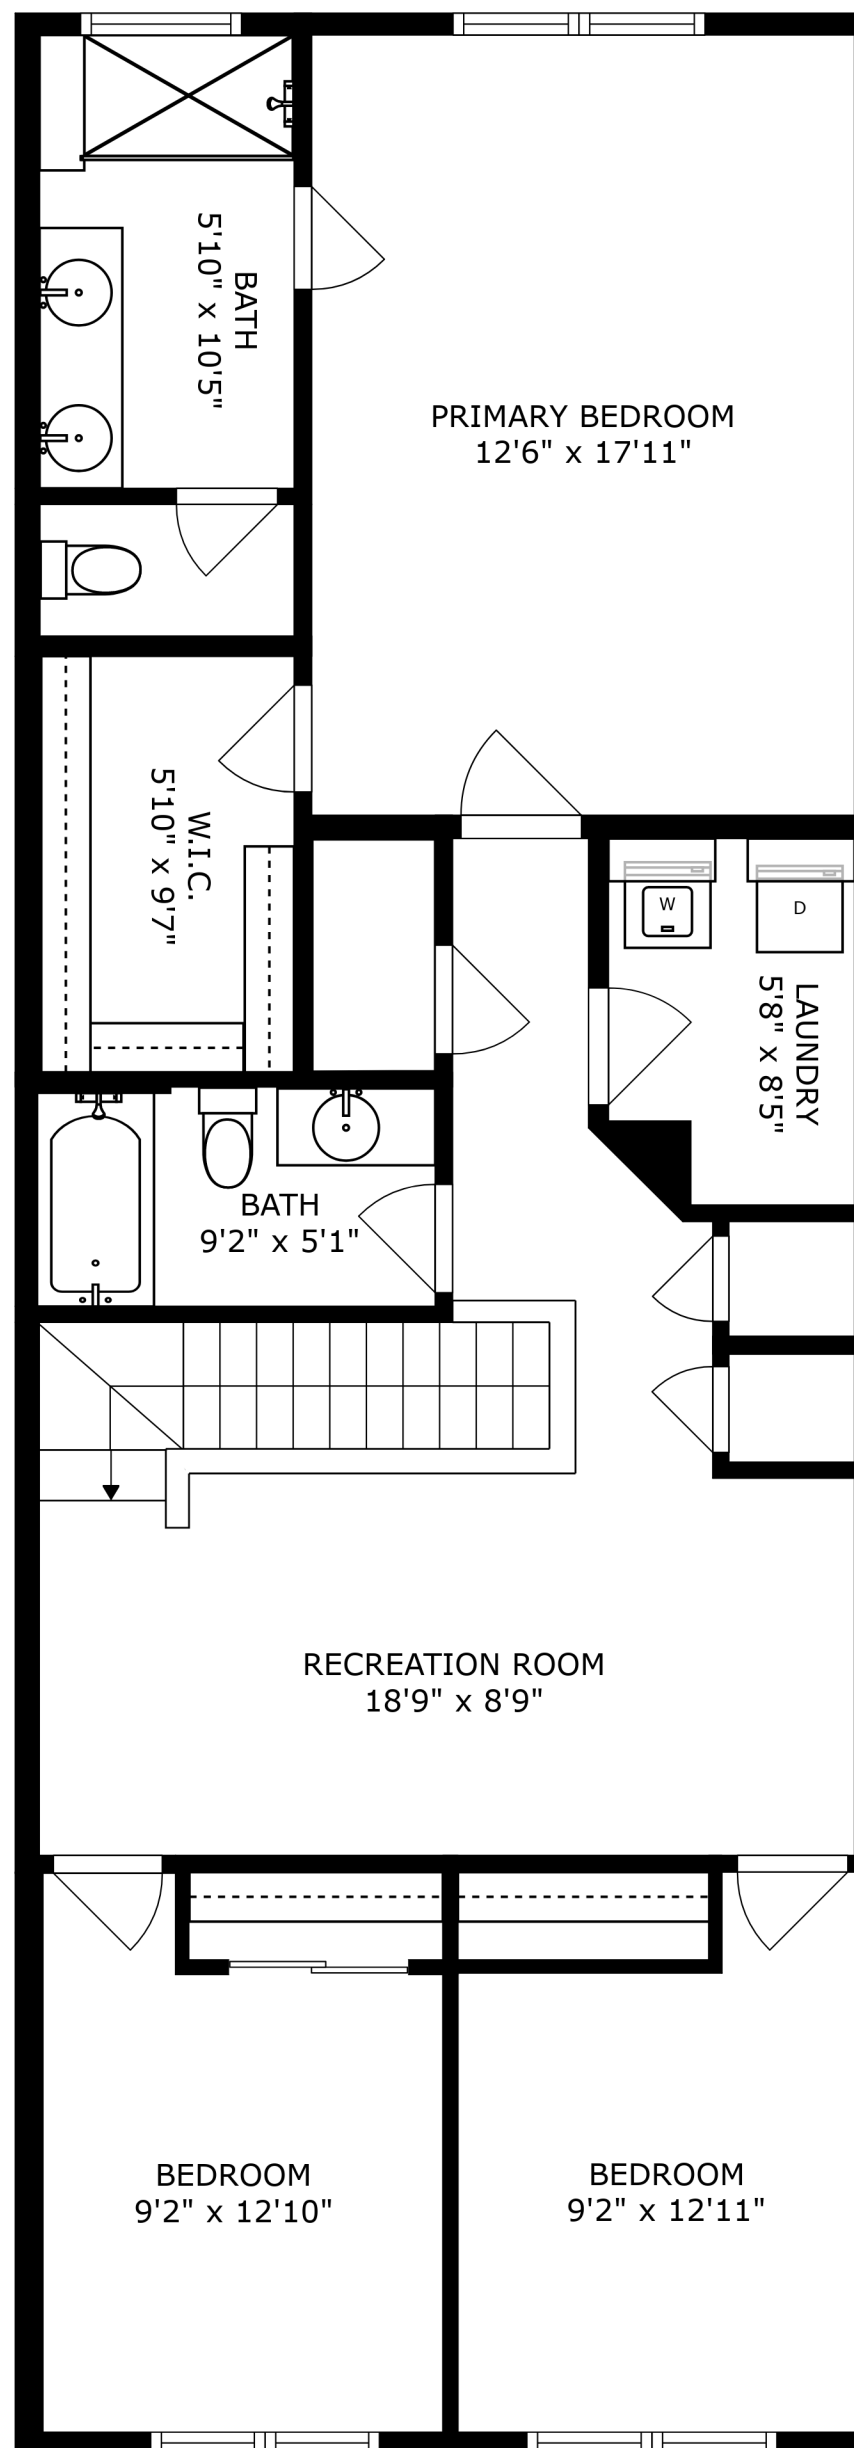 BATH
5'10" x 10'5"
PRIMARY BEDROOM
12'6" x 17'11"
W.I.C.
5'10" x 9'7"
W
D
LAUNDRY
5'8" x 8'5"
BATH
9'2" x 5'1"
RECREATION ROOM
18'9" x 8'9"
BEDROOM
9'2" x 12'10"
BEDROOM
9'2" x 12'11"